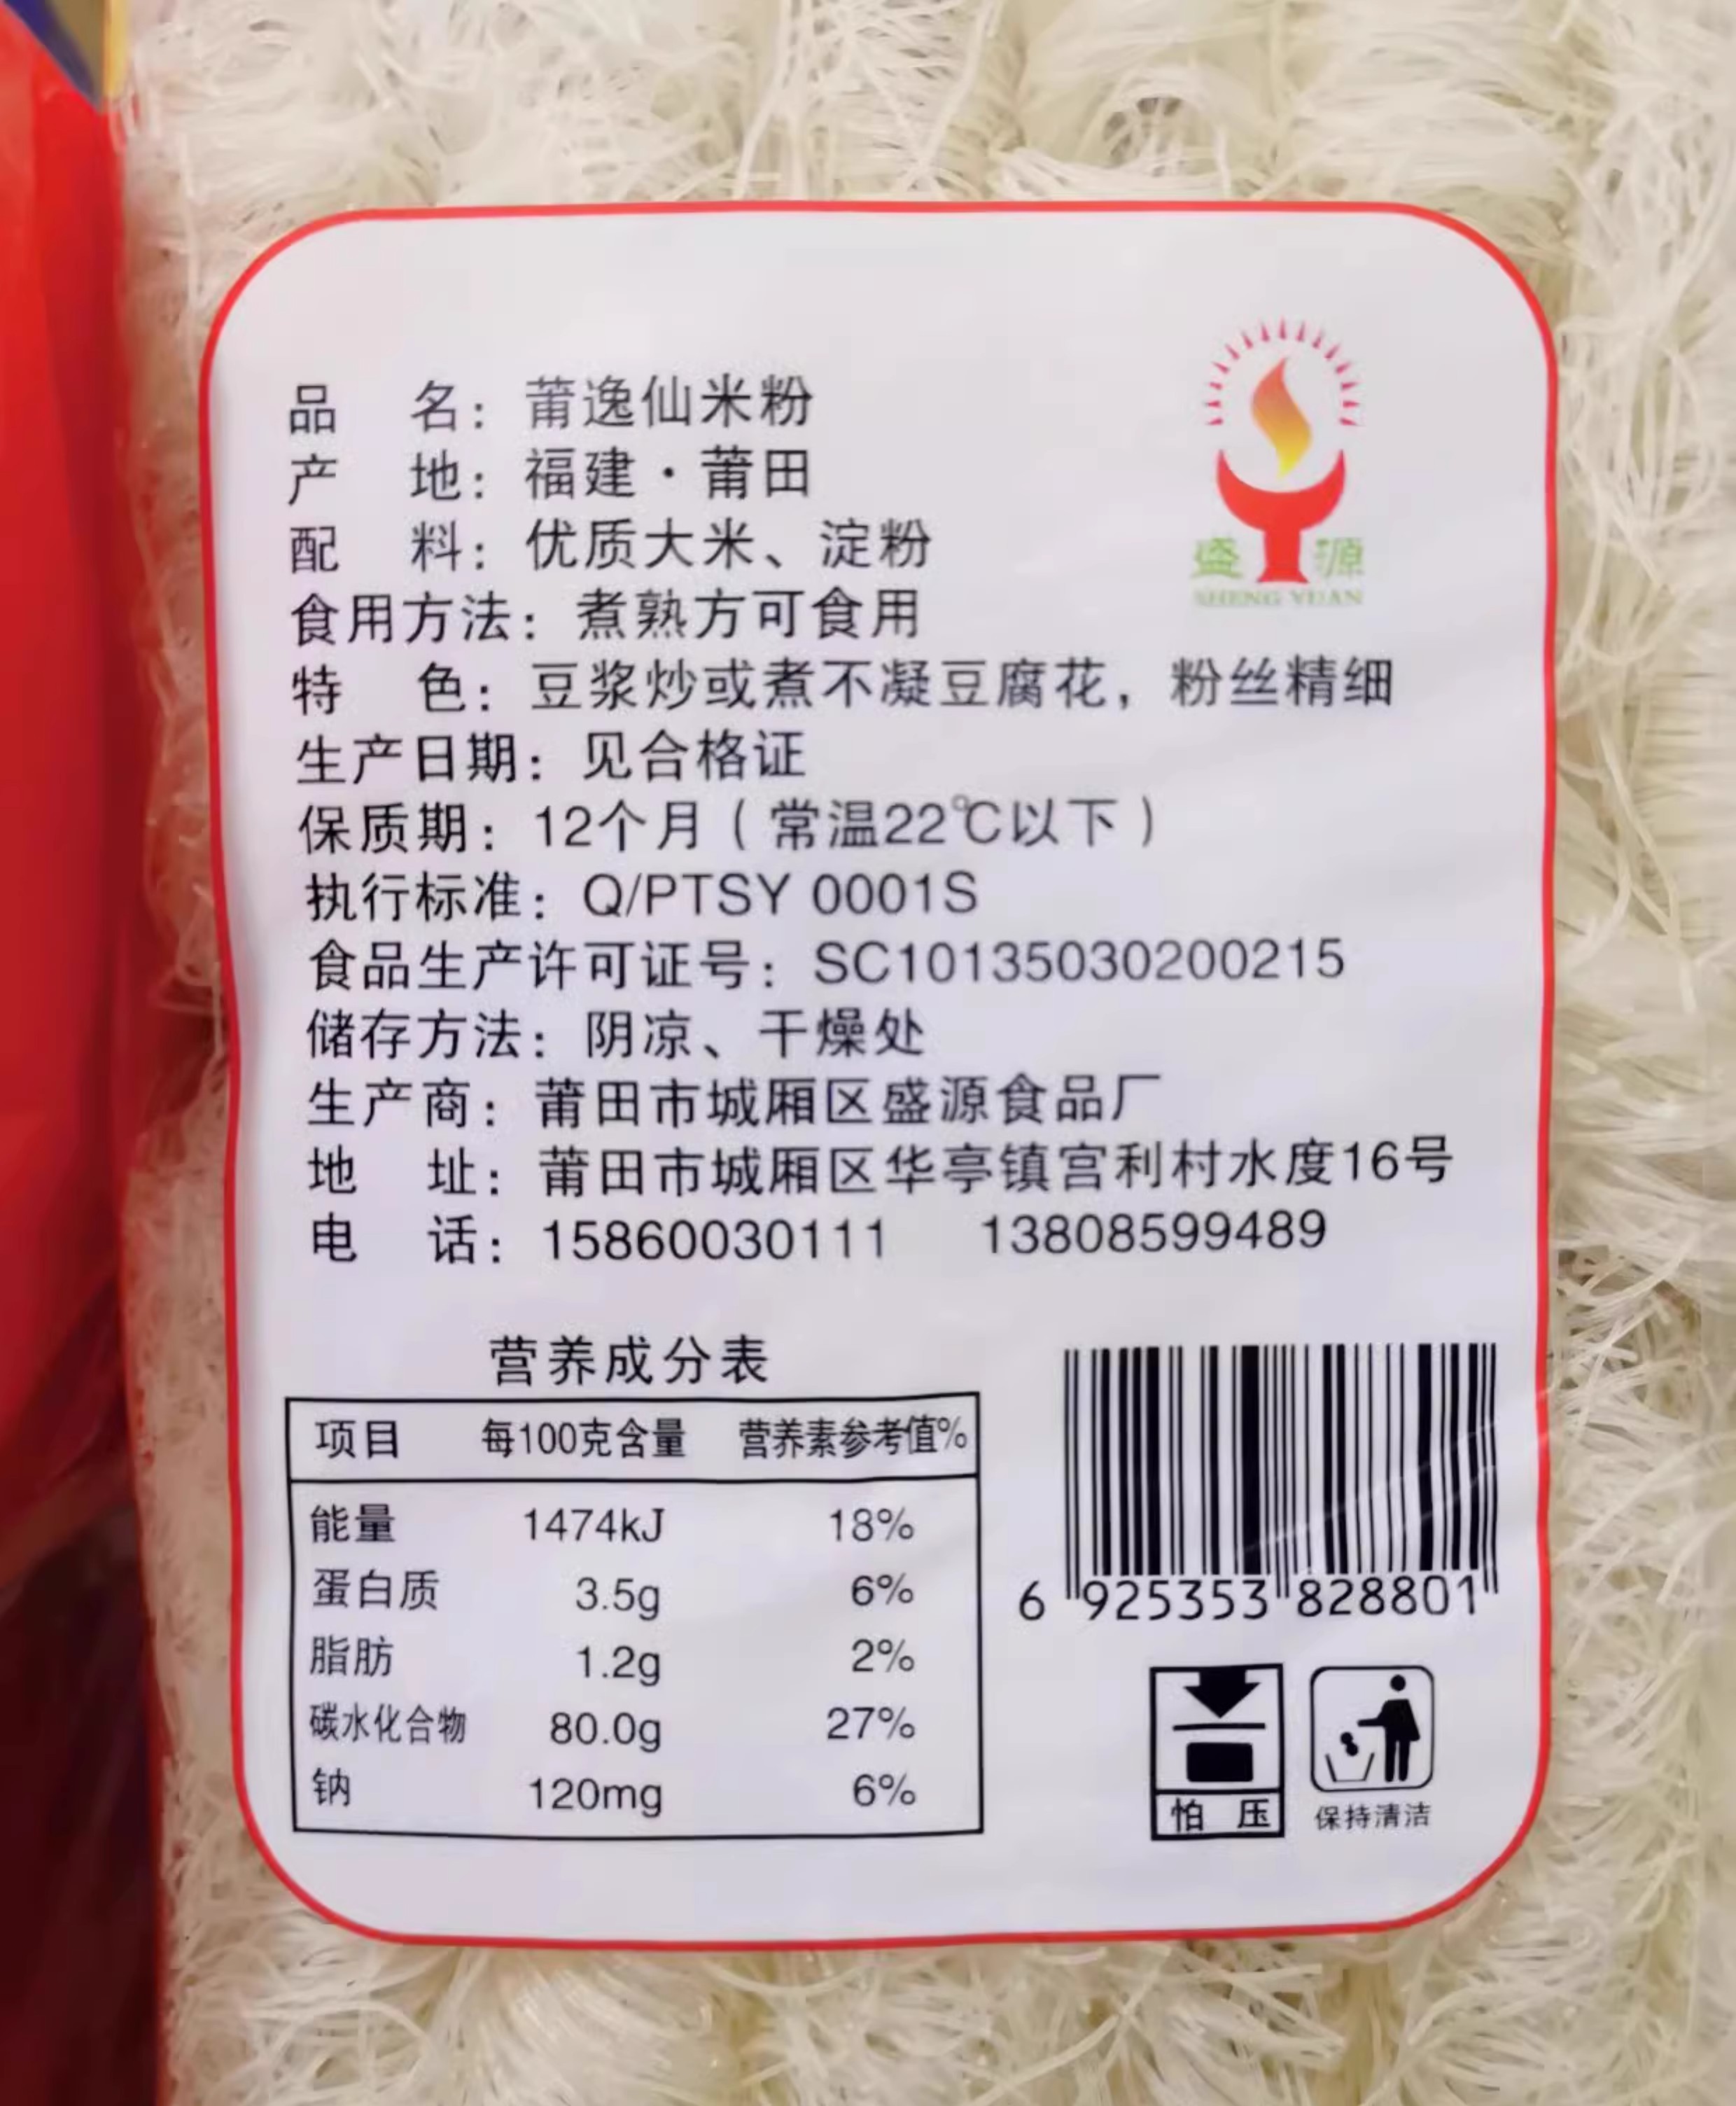 品 名：莆逸仙米粉
产 地：福建·莆田
配 料：优质大米、淀粉
食用方法：煮熟方可食用
特 色：豆浆炒或煮不凝豆腐花，粉丝精细
生产日期：见合格证
保质期：12个月（常温22℃以下）
执行标准：Q/PTSY 0001S
食品生产许可证号：SC10135030200215
储存方法：阴凉、干燥处
生产商：莆田市城厢区盛源食品厂
地 址：莆田市城厢区华亭镇宫利村水度16号
电 话：15860030111 13808599489
盛 源
SHENG YUAN
营养成分表
项目 每100克含量 营养素参考值%
能量 1474kJ 18%
蛋白质 3.5g 6%
脂肪 1.2g 2%
碳水化合物 80.0g 27%
钠 120mg 6%
6 925353 828801
怕 压
保持清洁